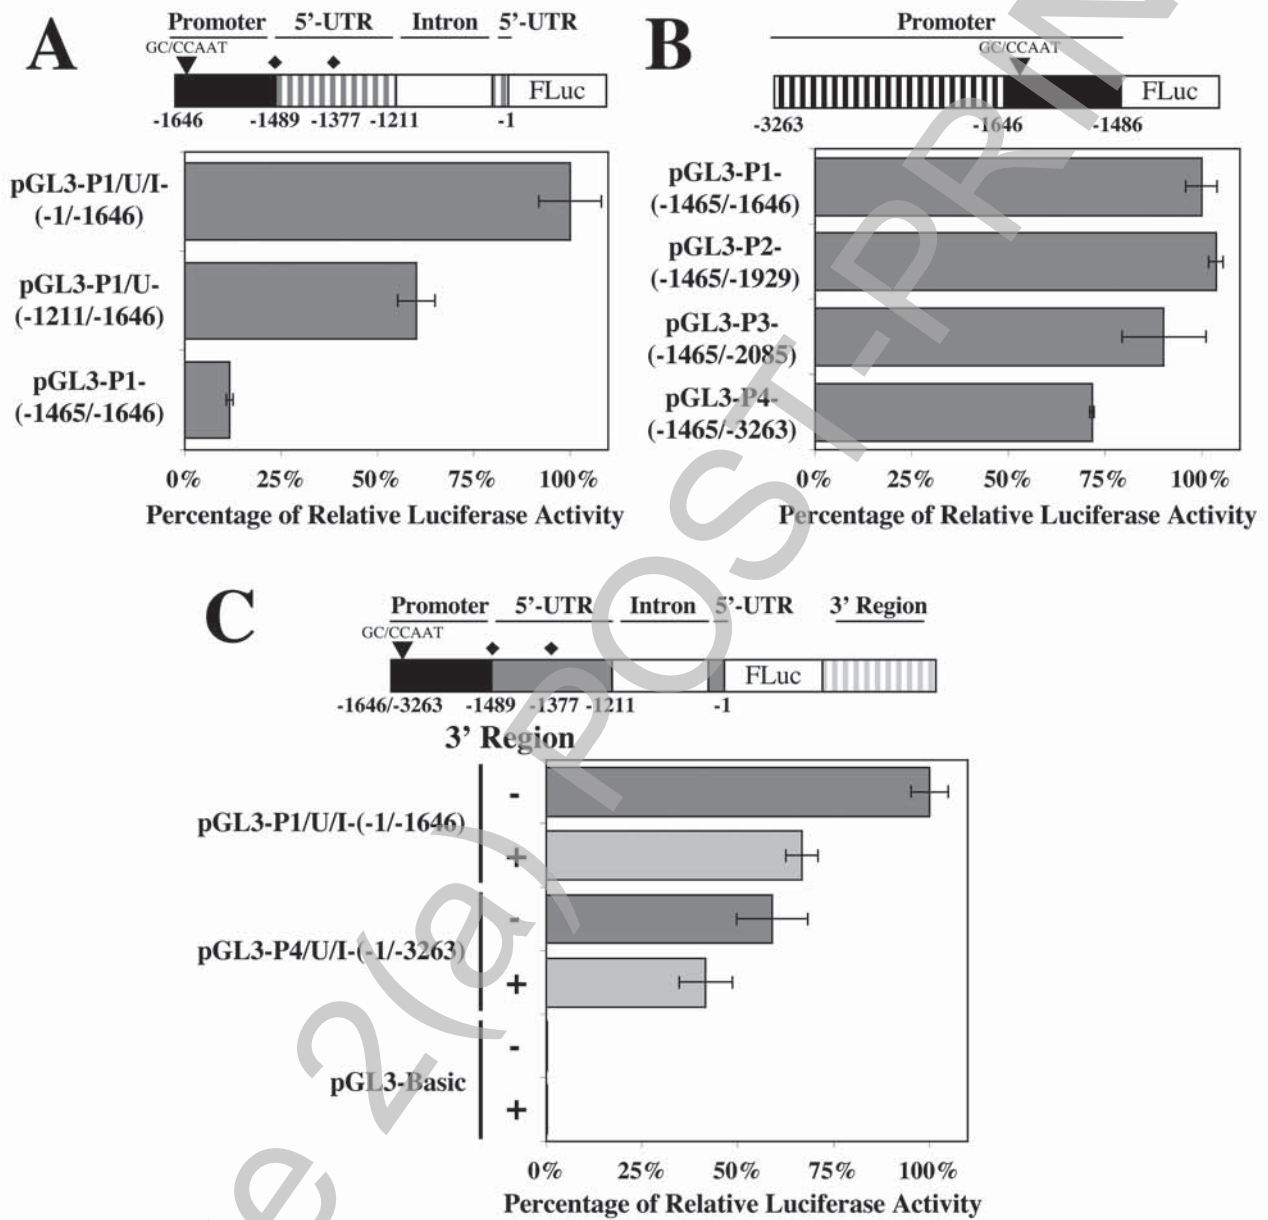 A
Promoter 5'-UTR Intron 5'-UTR
GC/CCAAT
FLuc
-1646 -1489 -1377 -1211 -1
pGL3-P1/U/I-
(-1/-1646)
pGL3-P1/U-
(-1211/-1646)
pGL3-P1-
(-1465/-1646)
0% 25% 50% 75% 100%
Percentage of Relative Luciferase Activity
B
Promoter
GC/CCAAT
FLuc
-3263 -1646 -1486
pGL3-P1-
(-1465/-1646)
pGL3-P2-
(-1465/-1929)
pGL3-P3-
(-1465/-2085)
pGL3-P4-
(-1465/-3263)
0% 25% 50% 75% 100%
Percentage of Relative Luciferase Activity
C
Promoter 5'-UTR Intron 5'-UTR 3' Region
GC/CCAAT
FLuc
-1646/-3263 -1489 -1377 -1211 -1
3' Region
-
pGL3-P1/U/I-(-1/-1646)
+
-
pGL3-P4/U/I-(-1/-3263)
+
-
pGL3-Basic
+
0% 25% 50% 75% 100%
Percentage of Relative Luciferase Activity
e 2(a) POST-PRIN